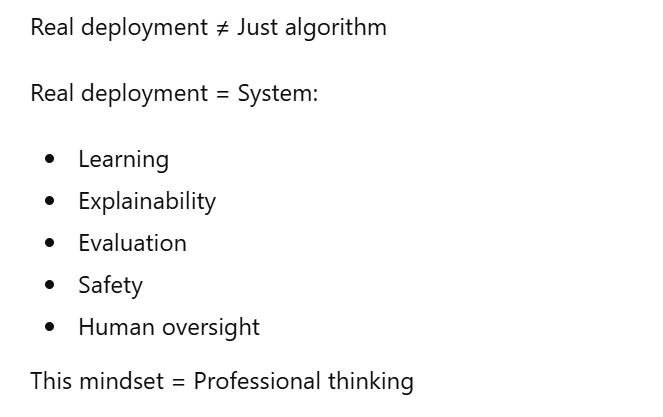 Real deployment ≠ Just algorithm
Real deployment = System:
• Learning
• Explainability
• Evaluation
• Safety
• Human oversight
This mindset = Professional thinking